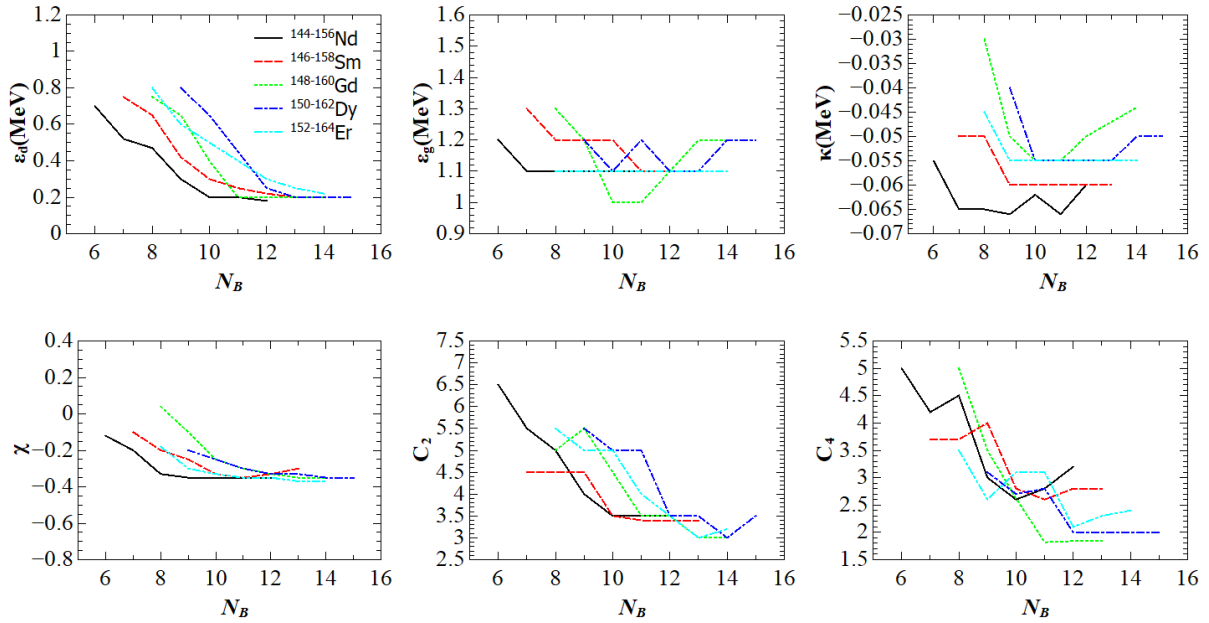 εd(MeV)
1.2
1
0.8
0.6
0.4
0.2
0
6 8 10 12 14 16
NB
144-156Nd
146-158Sm
148-160Gd
150-162Dy
152-164Er
εg(MeV)
1.6
1.5
1.4
1.3
1.2
1.1
1
0.9
6 8 10 12 14 16
NB
κ(MeV)
−0.025
−0.03
−0.035
−0.04
−0.045
−0.05
−0.055
−0.06
−0.065
−0.07
6 8 10 12 14 16
NB
χ
0.4
0.2
0
−0.2
−0.4
−0.6
−0.8
6 8 10 12 14 16
NB
C2
7.5
6.5
5.5
4.5
3.5
2.5
6 8 10 12 14 16
NB
C4
5.5
5
4.5
4
3.5
3
2.5
2
1.5
6 8 10 12 14 16
NB